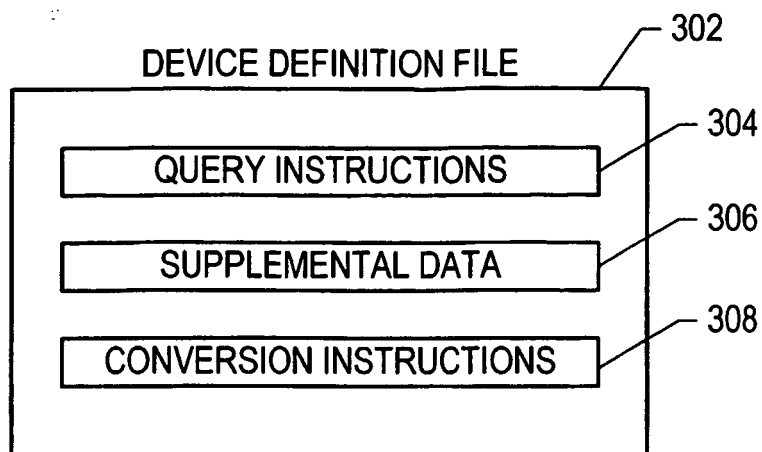 302
DEVICE DEFINITION FILE
304
QUERY INSTRUCTIONS
306
SUPPLEMENTAL DATA
308
CONVERSION INSTRUCTIONS